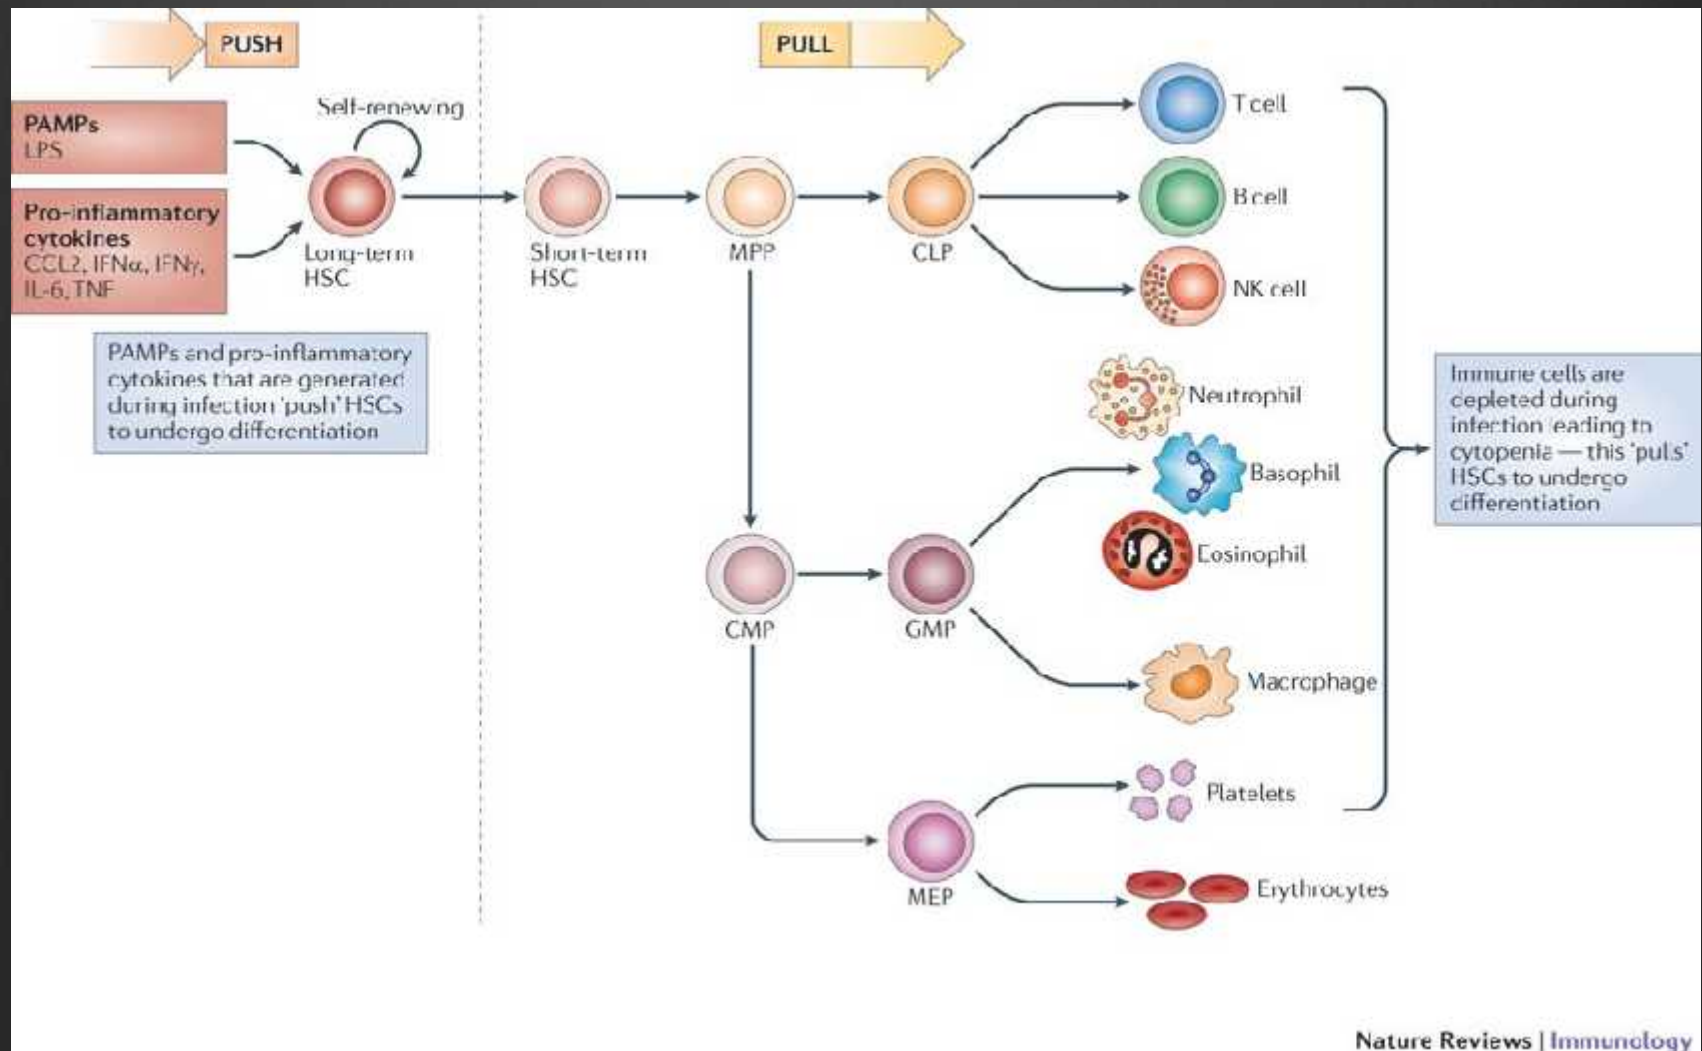 PUSH
PULL
PAMPs
LPS
Pro-inflammatory
cytokines
CCL2, IFNα, IFNγ,
IL-6, TNF
Self-renewing
Long-term
HSC
PAMPs and pro-inflammatory
cytokines that are generated
during infection 'push' HSCs
to undergo differentiation
Short-term
HSC
MPP
CLP
T cell
B cell
NK cell
Neutrophil
Basophil
Eosinophil
CMP
GMP
Macrophage
MEP
Platelets
Erythrocytes
Immune cells are
depleted during
infection leading to
cytopenia — this 'pulls'
HSCs to undergo
differentiation
Nature Reviews | Immunology